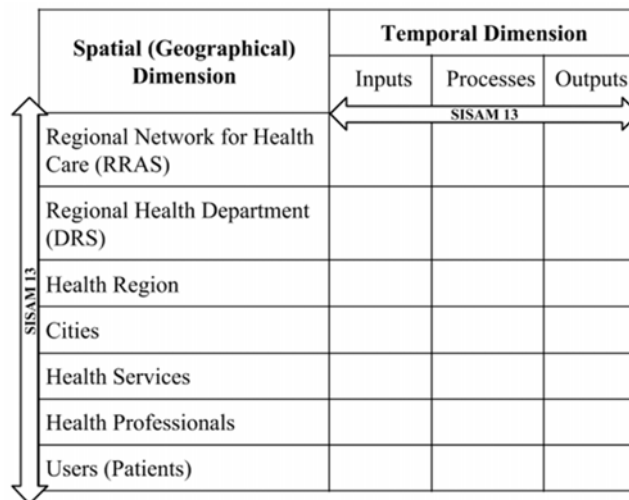 Spatial (Geographical)
Dimension
Temporal Dimension
Inputs
Processes
Outputs
SISAM 13
SISAM 13
Regional Network for Health
Care (RRAS)
Regional Health Department
(DRS)
Health Region
Cities
Health Services
Health Professionals
Users (Patients)